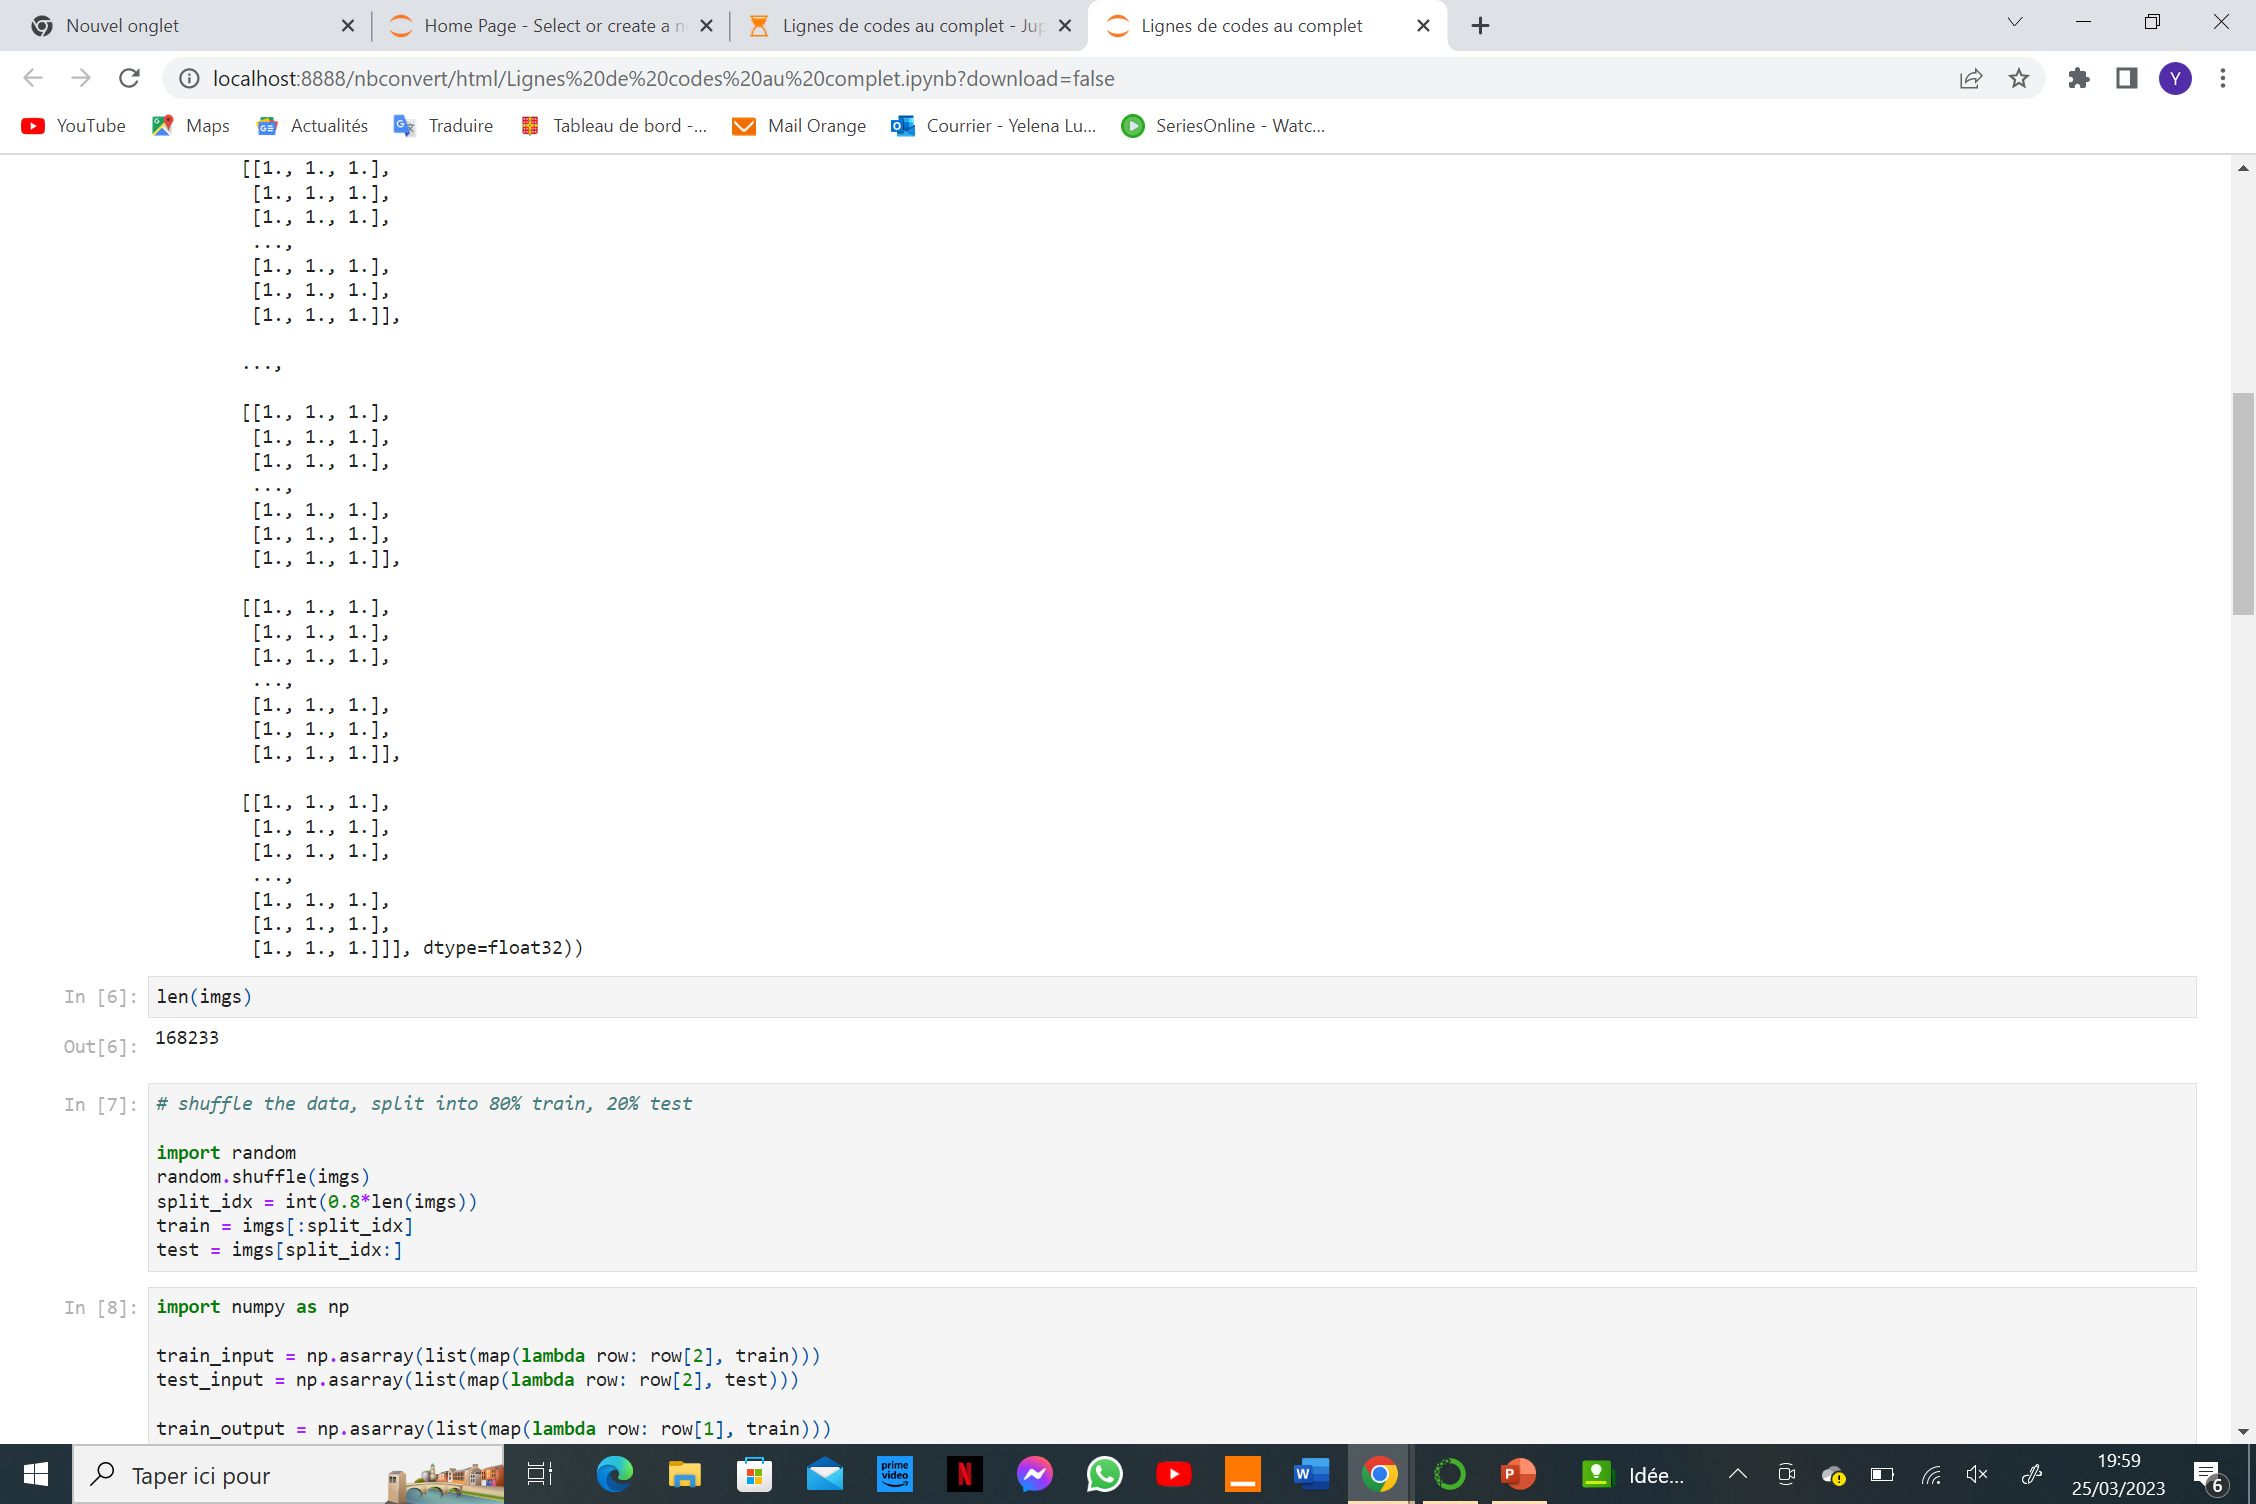 Nouvel onglet
Home Page - Select or create a n
Lignes de codes au complet - Jup
Lignes de codes au complet
localhost:8888/nbconvert/html/Lignes%20de%20codes%20au%20complet.ipynb?download=false
Y
YouTube
Maps
Actualités
Traduire
Tableau de bord -...
Mail Orange
Courrier - Yelena Lu...
SeriesOnline - Watc...
[[1., 1., 1.],
[1., 1., 1.],
[1., 1., 1.],
...,
[1., 1., 1.],
[1., 1., 1.],
[1., 1., 1.]],
...,
[[1., 1., 1.],
[1., 1., 1.],
[1., 1., 1.],
...,
[1., 1., 1.],
[1., 1., 1.],
[1., 1., 1.]],
[[1., 1., 1.],
[1., 1., 1.],
[1., 1., 1.],
...,
[1., 1., 1.],
[1., 1., 1.],
[1., 1., 1.]],
[[1., 1., 1.],
[1., 1., 1.],
[1., 1., 1.],
...,
[1., 1., 1.],
[1., 1., 1.],
[1., 1., 1.]]], dtype=float32))
In [6]: len(imgs)
Out[6]: 168233
In [7]: # shuffle the data, split into 80% train, 20% test
import random
random.shuffle(imgs)
split_idx = int(0.8*len(imgs))
train = imgs[:split_idx]
test = imgs[split_idx:]
In [8]: import numpy as np
train_input = np.asarray(list(map(lambda row: row[2], train)))
test_input = np.asarray(list(map(lambda row: row[2], test)))
train_output = np.asarray(list(map(lambda row: row[1], train)))
Taper ici pour
prime video
N
W
P
Idée...
19:59
25/03/2023
6